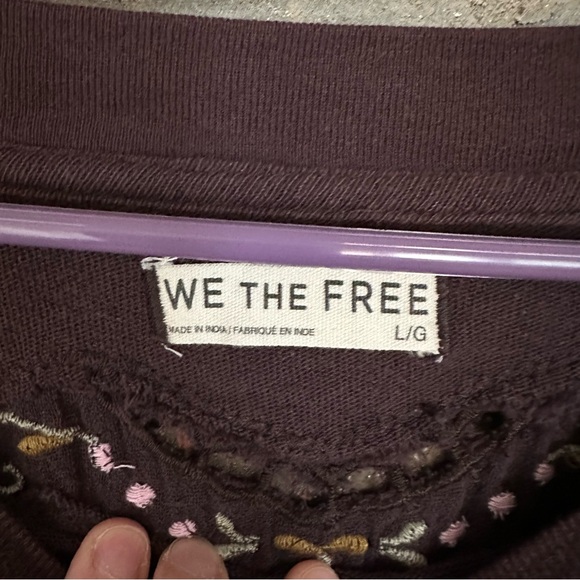 WE THE FREE
MADE IN INDIA / FABRIQUÉ EN INDE
L/G